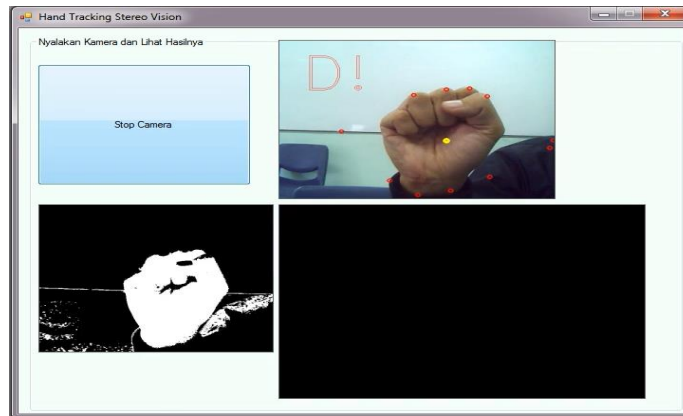 Hand Tracking Stereo Vision
Nyalakan Kamera dan Lihat Hasilnya
Stop Camera
D!